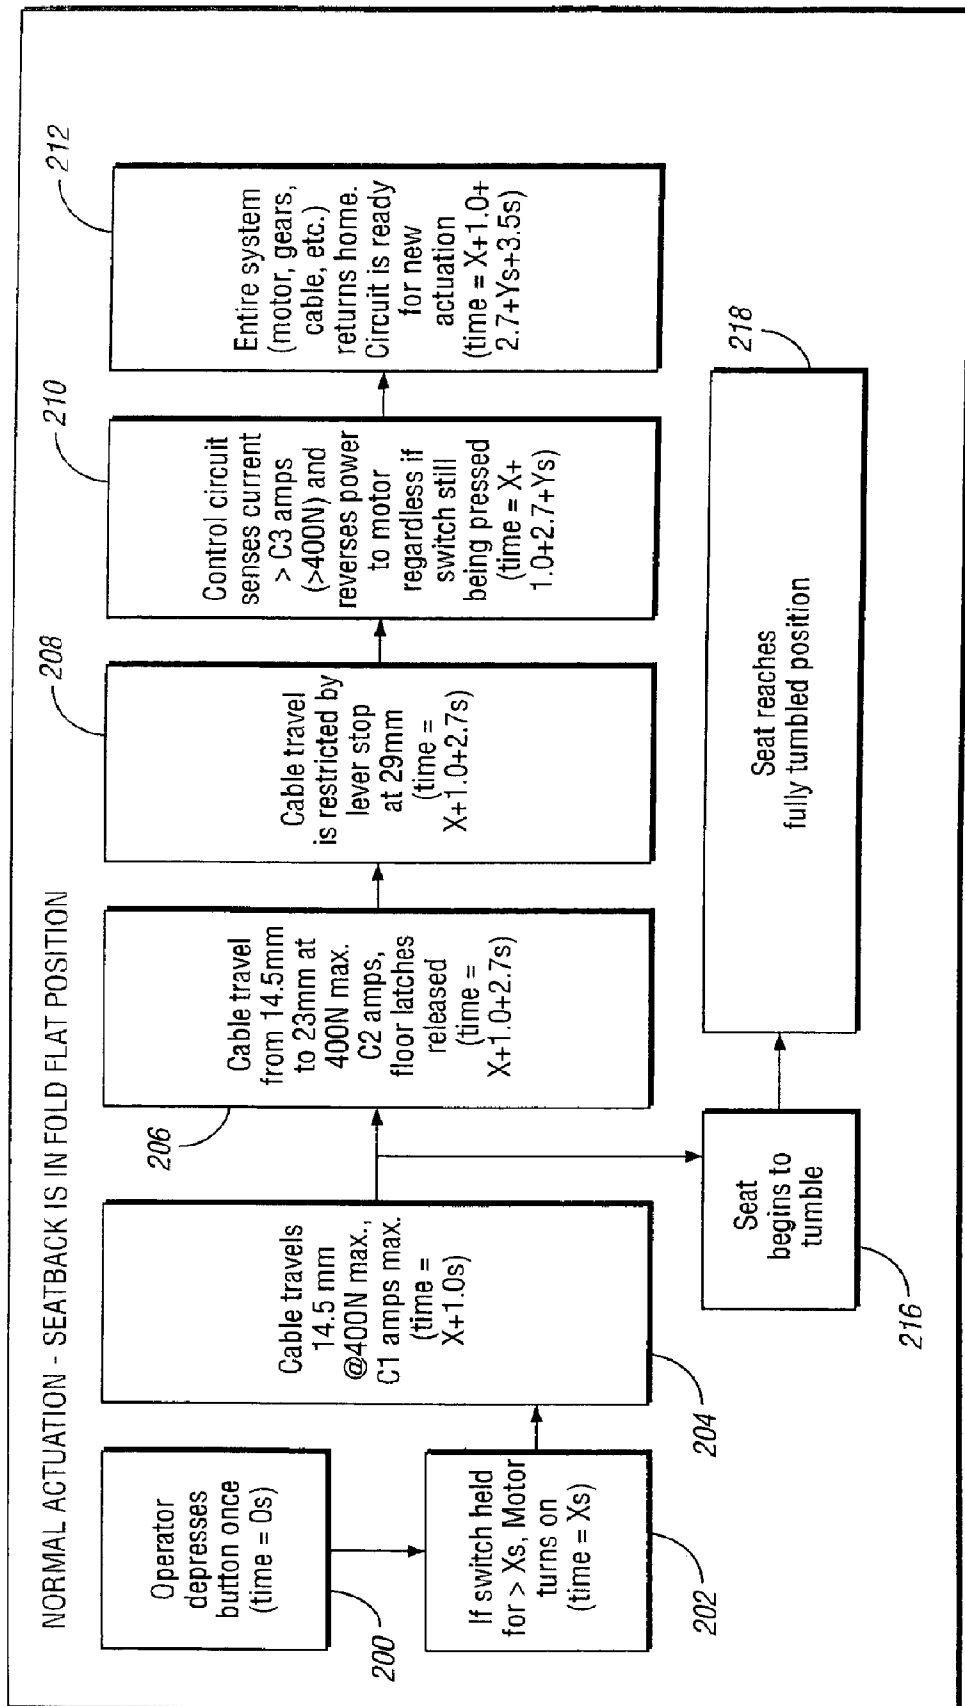 NORMAL ACTUATION - SEATBACK IS IN FOLD FLAT POSITION
Operator
depresses
button once
(time = 0s)
200
If switch held
for > Xs, Motor
turns on
(time = Xs)
202
Cable travels
14.5 mm
@400N max.,
C1 amps max.
(time =
X+1.0s)
204
Cable travel
from 14.5mm
to 23mm at
400N max.
C2 amps,
floor latches
released
(time =
X+1.0+2.7s)
206
Cable travel
is restricted by
lever stop
at 29mm
(time =
X+1.0+2.7s)
208
Control circuit
senses current
> C3 amps
(>400N) and
reverses power
to motor
regardless if
switch still
being pressed
(time = X+
1.0+2.7+Ys)
210
Entire system
(motor, gears,
cable, etc.)
returns home.
Circuit is ready
for new
actuation
(time = X+1.0+
2.7+Ys+3.5s)
212
Seat
begins to
tumble
216
Seat reaches
fully tumbled position
218